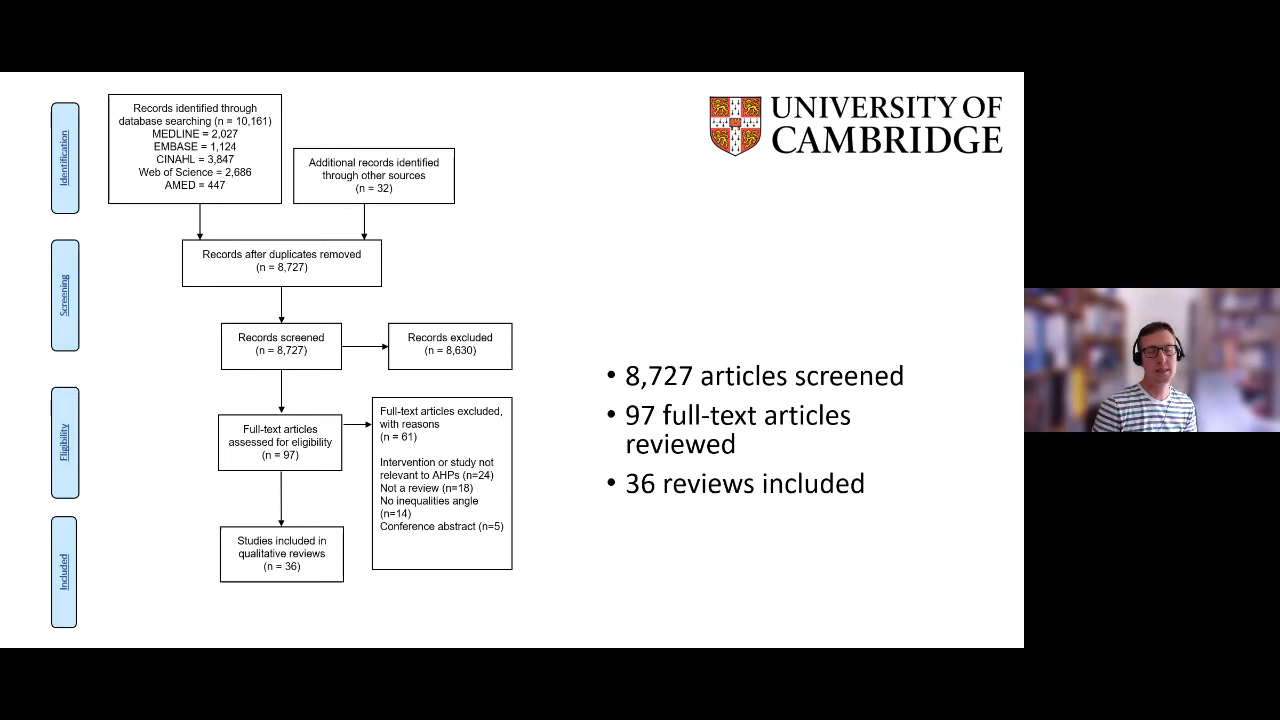 Identification
Records identified through
database searching (n = 10,161)
MEDLINE = 2,027
EMBASE = 1,124
CINAHL = 3,847
Web of Science = 2,686
AMED = 447
Additional records identified
through other sources
(n = 32)
UNIVERSITY OF
CAMBRIDGE
Screening
Records after duplicates removed
(n = 8,727)
Records screened
(n = 8,727)
Records excluded
(n = 8,630)
Eligibility
Full-text articles
assessed for eligibility
(n = 97)
Full-text articles excluded,
with reasons
(n = 61)
Intervention or study not
relevant to AHPs (n=24)
Not a review (n=18)
No inequalities angle
(n=14)
Conference abstract (n=5)
Included
Studies included in
qualitative reviews
(n = 36)
• 8,727 articles screened
• 97 full-text articles
reviewed
• 36 reviews included